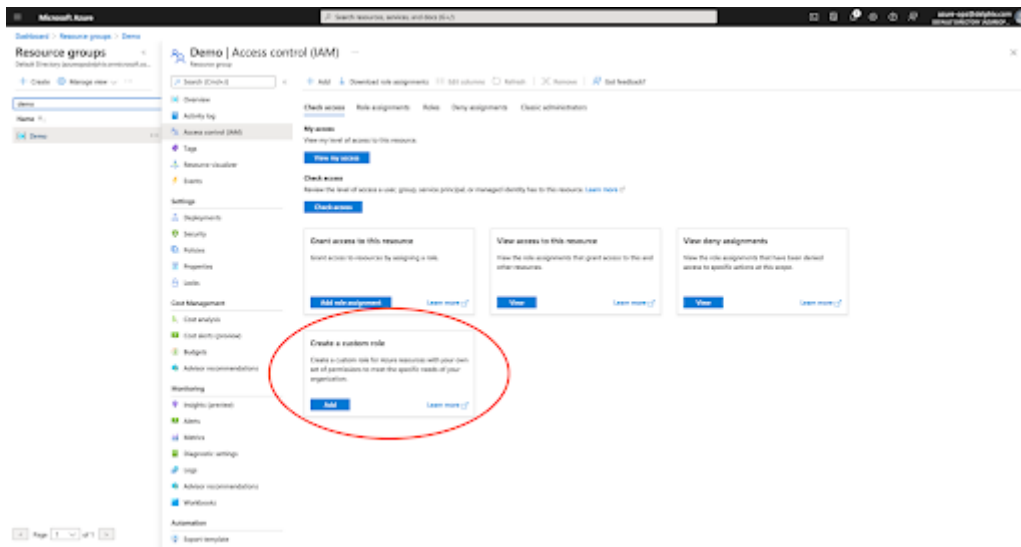 Microsoft Azure
Search resources, services, and docs (G+/)
Dashboard > Resource groups > Demo
Resource groups
Default Directory
+ Create
Manage view
demo
Name
Demo
Page 1 of 1
Demo | Access control (IAM)
Resource group
Search (Cmd+/)
Overview
Activity log
Access control (IAM)
Tags
Resource visualizer
Events
Settings
Deployments
Security
Policies
Properties
Locks
Cost Management
Cost analysis
Cost alerts (preview)
Budgets
Advisor recommendations
Monitoring
Insights (preview)
Alerts
Metrics
Diagnostic settings
Logs
Advisor recommendations
Workbooks
Automation
Export template
+ Add
Download role assignments
Edit columns
Refresh
Remove
Got feedback?
Check access
Role assignments
Roles
Deny assignments
Classic administrators
My access
View my level of access to this resource.
View my access
Check access
Review the level of access a user, group, service principal, or managed identity has to this resource. Learn more
Check access
Grant access to this resource
Grant access to resources by assigning a role.
Add role assignment
Learn more
View access to this resource
View the role assignments that grant access to this and
other resources.
View
Learn more
View deny assignments
View the role assignments that have been denied
access to specific actions at this scope.
View
Learn more
Create a custom role
Create a custom role for Azure resources with your own
set of permissions to meet the specific needs of your
organization.
Add
Learn more